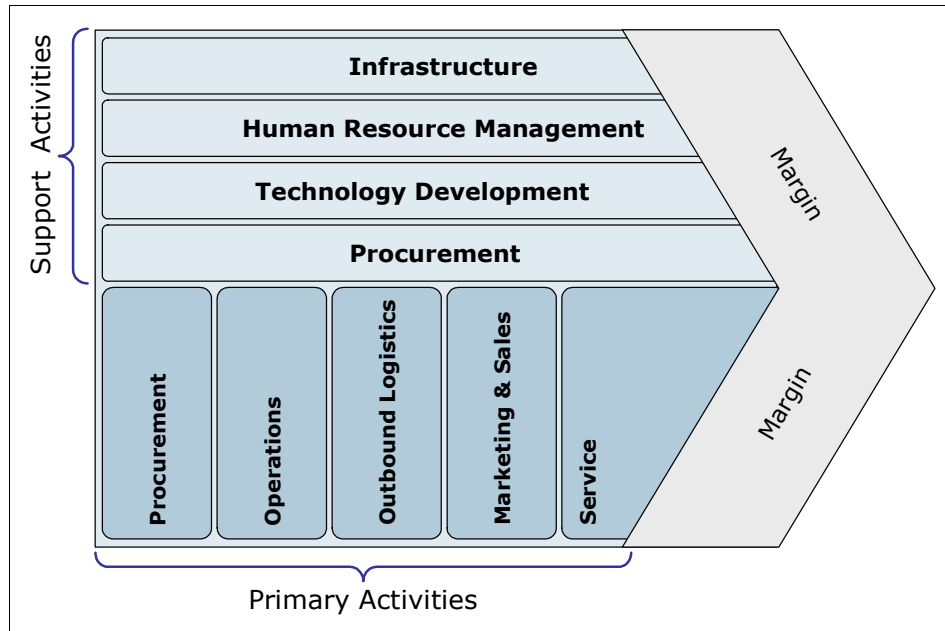 Support Activities
Infrastructure
Human Resource Management
Technology Development
Procurement
Procurement
Operations
Outbound Logistics
Marketing & Sales
Service
Margin
Margin
Primary Activities